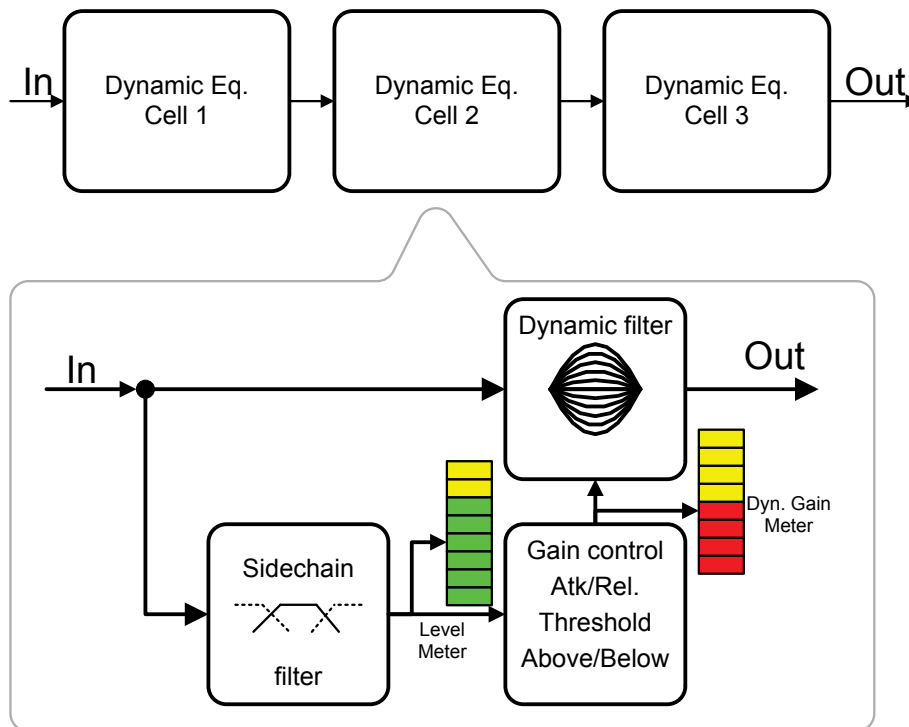 In
Dynamic Eq.
Cell 1
Dynamic Eq.
Cell 2
Dynamic Eq.
Cell 3
Out
In
Dynamic filter
Out
Dyn. Gain
Meter
Sidechain
filter
Level
Meter
Gain control
Atk/Rel.
Threshold
Above/Below